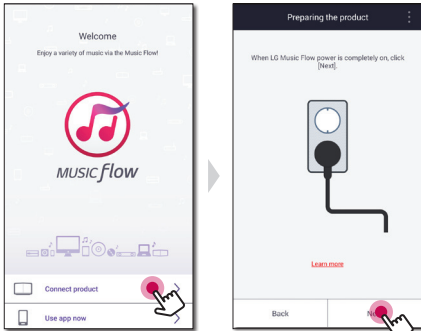 Welcome
Enjoy a variety of music via the Music Flow!
MUSIC flow
Connect product
Use app now
Preparing the product
When LG Music Flow power is completely on, click
[Next].
Learn more
Back